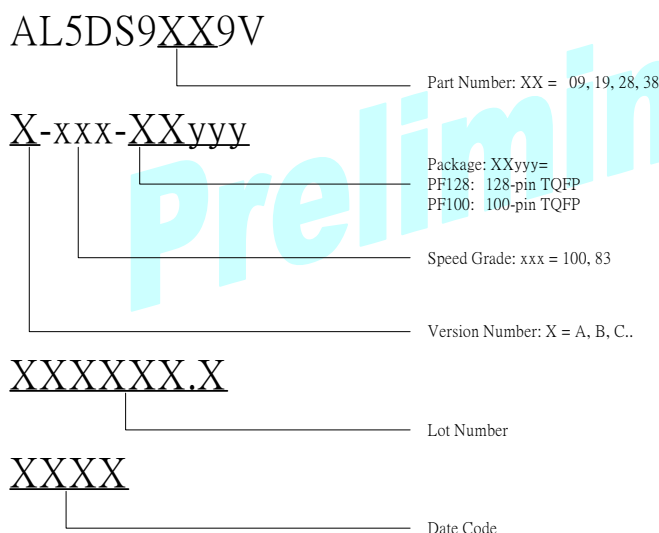 AL5DS9XX9V
Part Number: XX = 09, 19, 28, 38
X-xxx-XXyyy
Package: XXyyy=
PF128: 128-pin TQFP
PF100: 100-pin TQFP
Speed Grade: xxx = 100, 83
Version Number: X = A, B, C..
XXXXXX.X
Lot Number
XXXX
Date Code
Prelimin